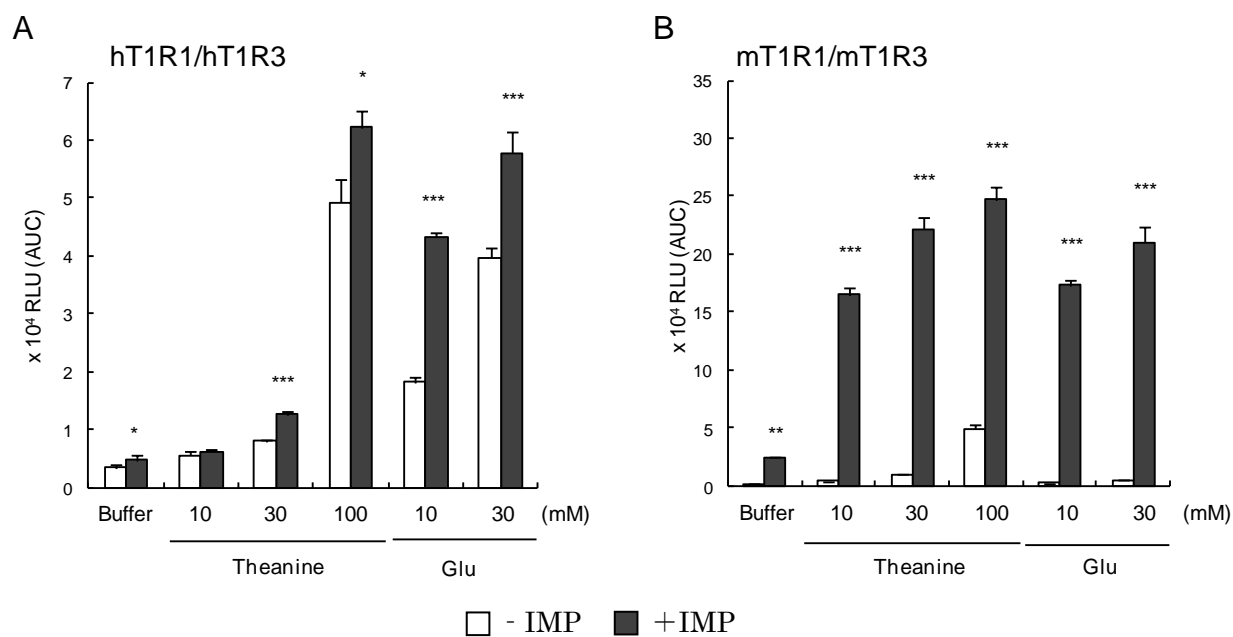 A
hT1R1/hT1R3
x 10⁴ RLU (AUC)
7
6
5
4
3
2
1
0
*
***
*
***
***
Buffer 10 30 100 10 30 (mM)
Theanine Glu
B
mT1R1/mT1R3
x 10⁴ RLU (AUC)
35
30
25
20
15
10
5
0
**
***
***
***
***
***
Buffer 10 30 100 10 30 (mM)
Theanine Glu
- IMP +IMP